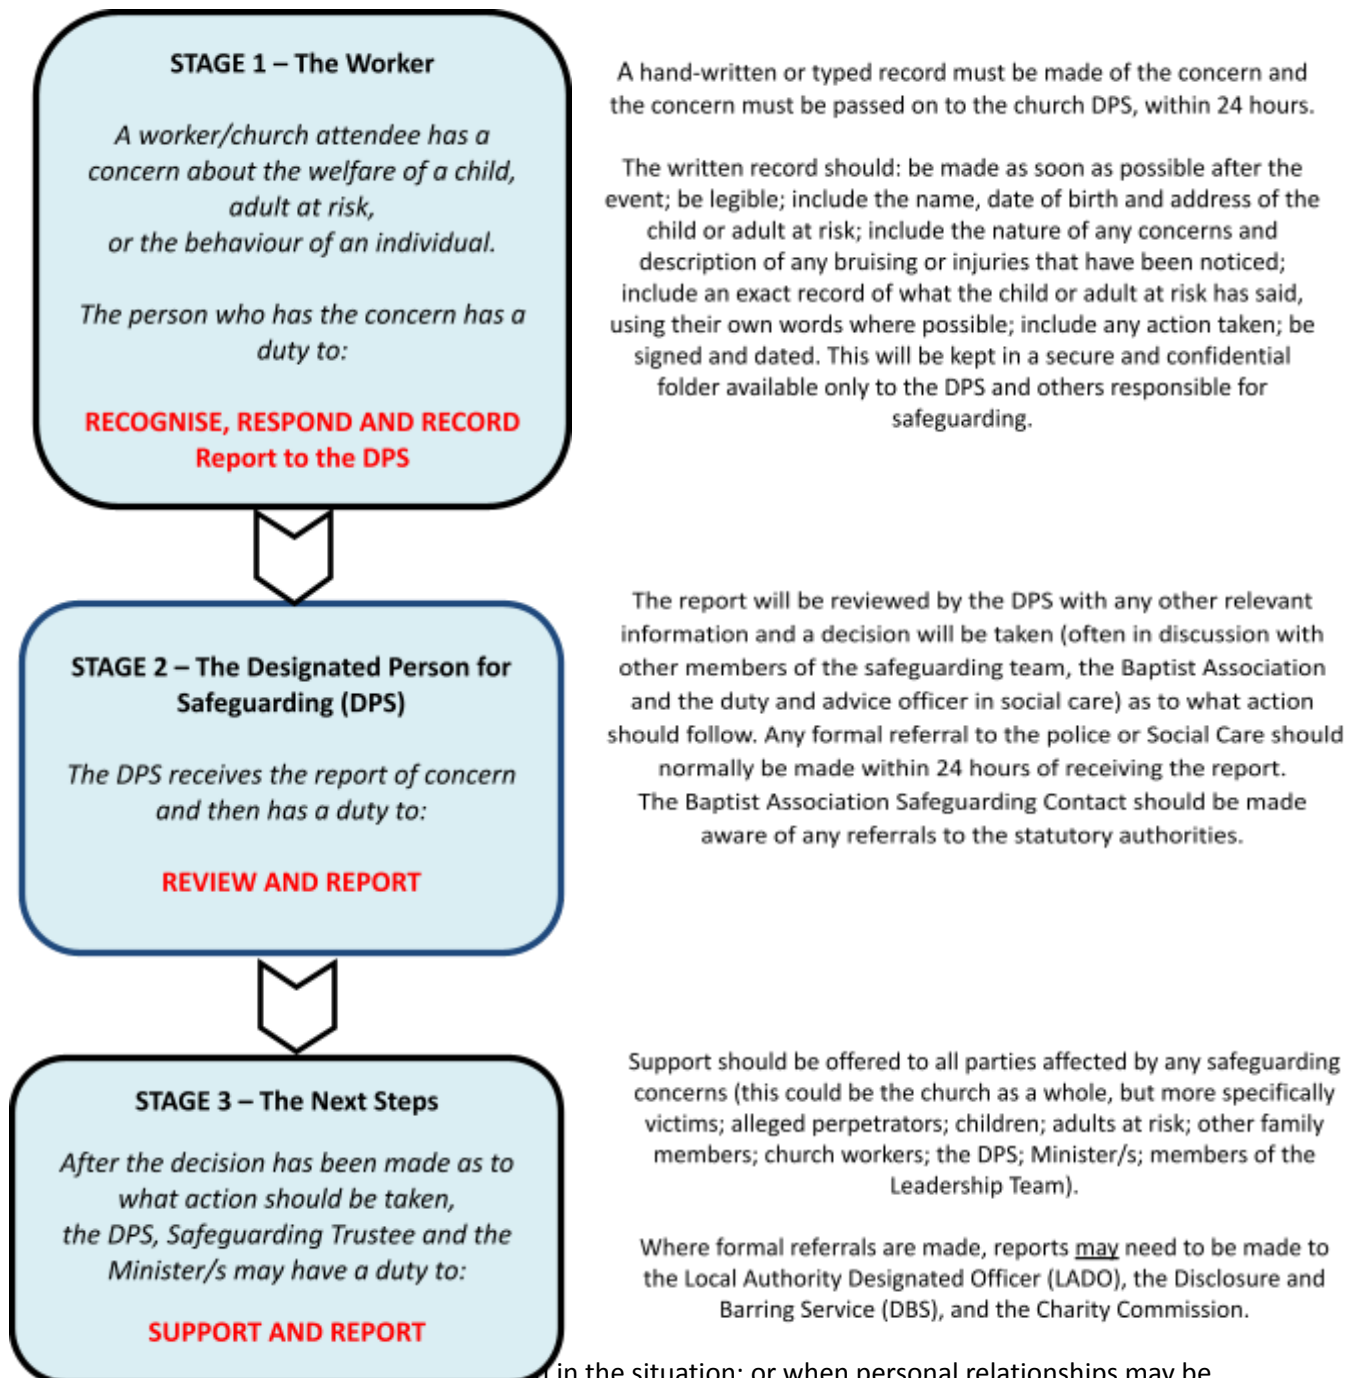 STAGE 1 – The Worker
A worker/church attendee has a
concern about the welfare of a child,
adult at risk,
or the behaviour of an individual.
The person who has the concern has a
duty to:
RECOGNISE, RESPOND AND RECORD
Report to the DPS
A hand-written or typed record must be made of the concern and
the concern must be passed on to the church DPS, within 24 hours.
The written record should: be made as soon as possible after the
event; be legible; include the name, date of birth and address of the
child or adult at risk; include the nature of any concerns and
description of any bruising or injuries that have been noticed;
include an exact record of what the child or adult at risk has said,
using their own words where possible; include any action taken; be
signed and dated. This will be kept in a secure and confidential
folder available only to the DPS and others responsible for
safeguarding.
STAGE 2 – The Designated Person for
Safeguarding (DPS)
The DPS receives the report of concern
and then has a duty to:
REVIEW AND REPORT
The report will be reviewed by the DPS with any other relevant
information and a decision will be taken (often in discussion with
other members of the safeguarding team, the Baptist Association
and the duty and advice officer in social care) as to what action
should follow. Any formal referral to the police or Social Care should
normally be made within 24 hours of receiving the report.
The Baptist Association Safeguarding Contact should be made
aware of any referrals to the statutory authorities.
STAGE 3 – The Next Steps
After the decision has been made as to
what action should be taken,
the DPS, Safeguarding Trustee and the
Minister/s may have a duty to:
SUPPORT AND REPORT
Support should be offered to all parties affected by any safeguarding
concerns (this could be the church as a whole, but more specifically
victims; alleged perpetrators; children; adults at risk; other family
members; church workers; the DPS; Minister/s; members of the
Leadership Team).
Where formal referrals are made, reports may need to be made to
the Local Authority Designated Officer (LADO), the Disclosure and
Barring Service (DBS), and the Charity Commission.
in the situation; or when personal relationships may be